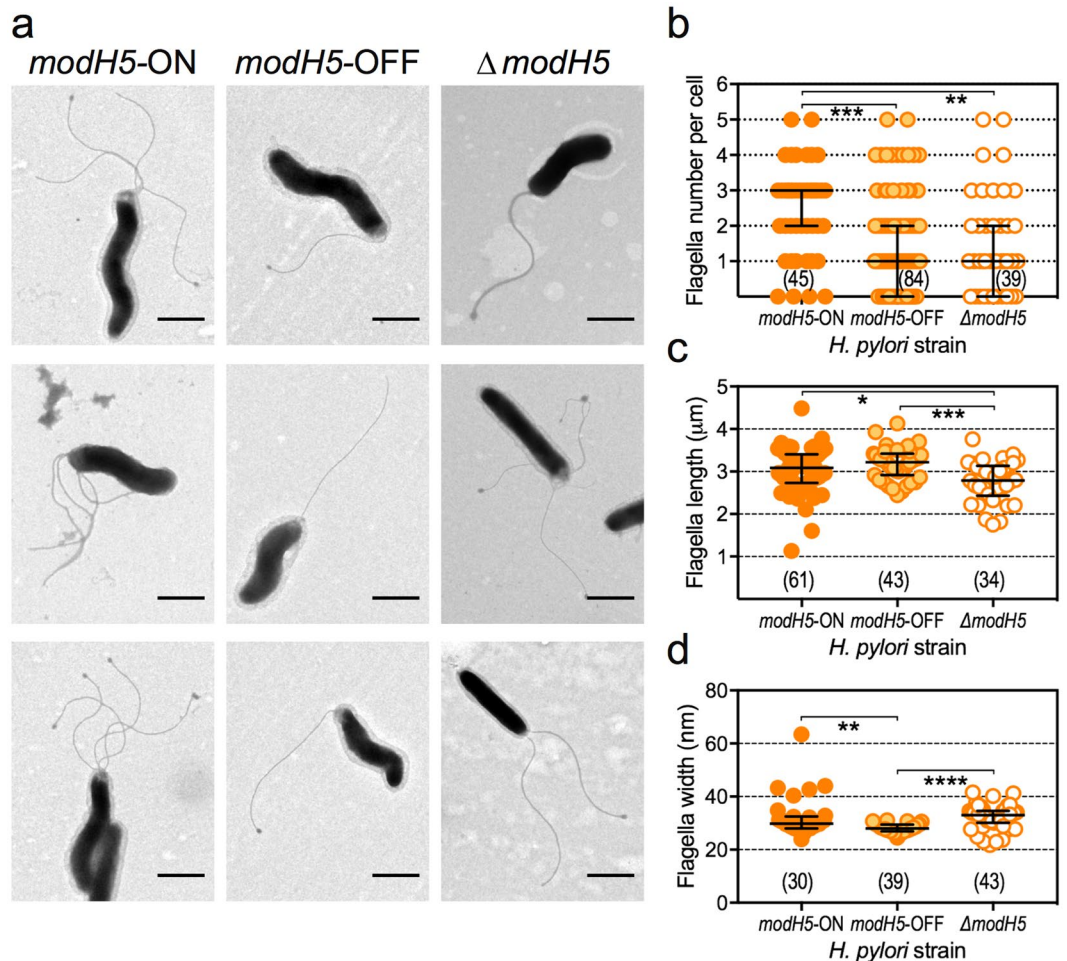 a
modH5-ON modH5-OFF ΔmodH5
b
Flagella number per cell
6
5
4
3
2
1
**
***
(45) (84) (39)
modH5-ON modH5-OFF ΔmodH5
H. pylori strain
c
Flagella length (μm)
5
4
3
2
1
*
***
(61) (43) (34)
modH5-ON modH5-OFF ΔmodH5
H. pylori strain
d
Flagella width (nm)
80
60
40
20
0
**
****
(30) (39) (43)
modH5-ON modH5-OFF ΔmodH5
H. pylori strain